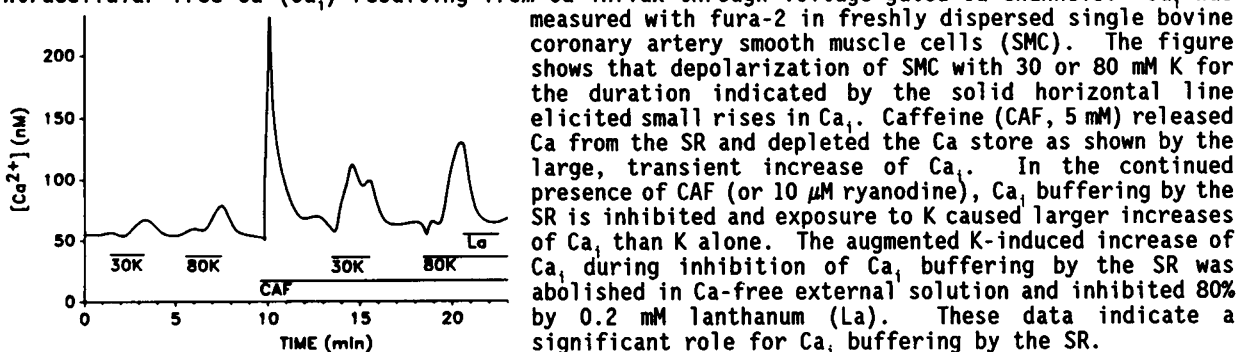 intracellular free Ca (Caᵢ) resulting from Ca influx through voltage-gated Ca channels. Caᵢ was
measured with fura-2 in freshly dispersed single bovine
coronary artery smooth muscle cells (SMC). The figure
shows that depolarization of SMC with 30 or 80 mM K for
the duration indicated by the solid horizontal line
elicited small rises in Caᵢ. Caffeine (CAF, 5 mM) released
Ca from the SR and depleted the Ca store as shown by the
large, transient increase of Caᵢ. In the continued
presence of CAF (or 10 μM ryanodine), Caᵢ buffering by the
SR is inhibited and exposure to K caused larger increases
of Caᵢ than K alone. The augmented K-induced increase of
Caᵢ during inhibition of Caᵢ buffering by the SR was
abolished in Ca-free external solution and inhibited 80%
by 0.2 mM lanthanum (La). These data indicate a
significant role for Caᵢ buffering by the SR.
[Ca²⁺] (nM)
200
150
100
50
0
30K
80K
CAF
30K
80K
La
0
5
10
15
20
TIME (min)